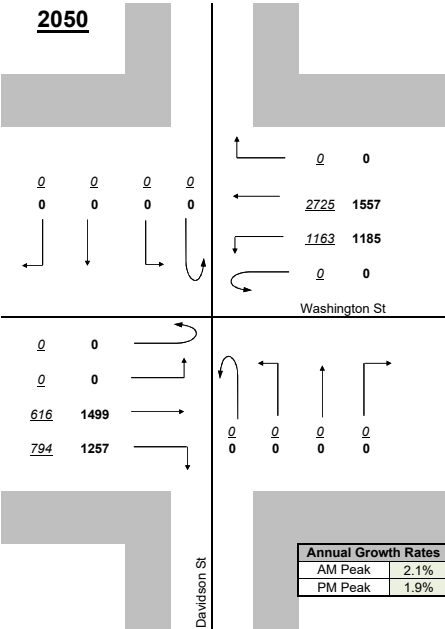 2050
0 0
0 0 0 0
0 0 0 0
2725 1557
1163 1185
0 0
Washington St
0 0
0 0
616 1499
794 1257
0 0 0 0
0 0 0 0
Davidson St
Annual Growth Rates
AM Peak 2.1%
PM Peak 1.9%